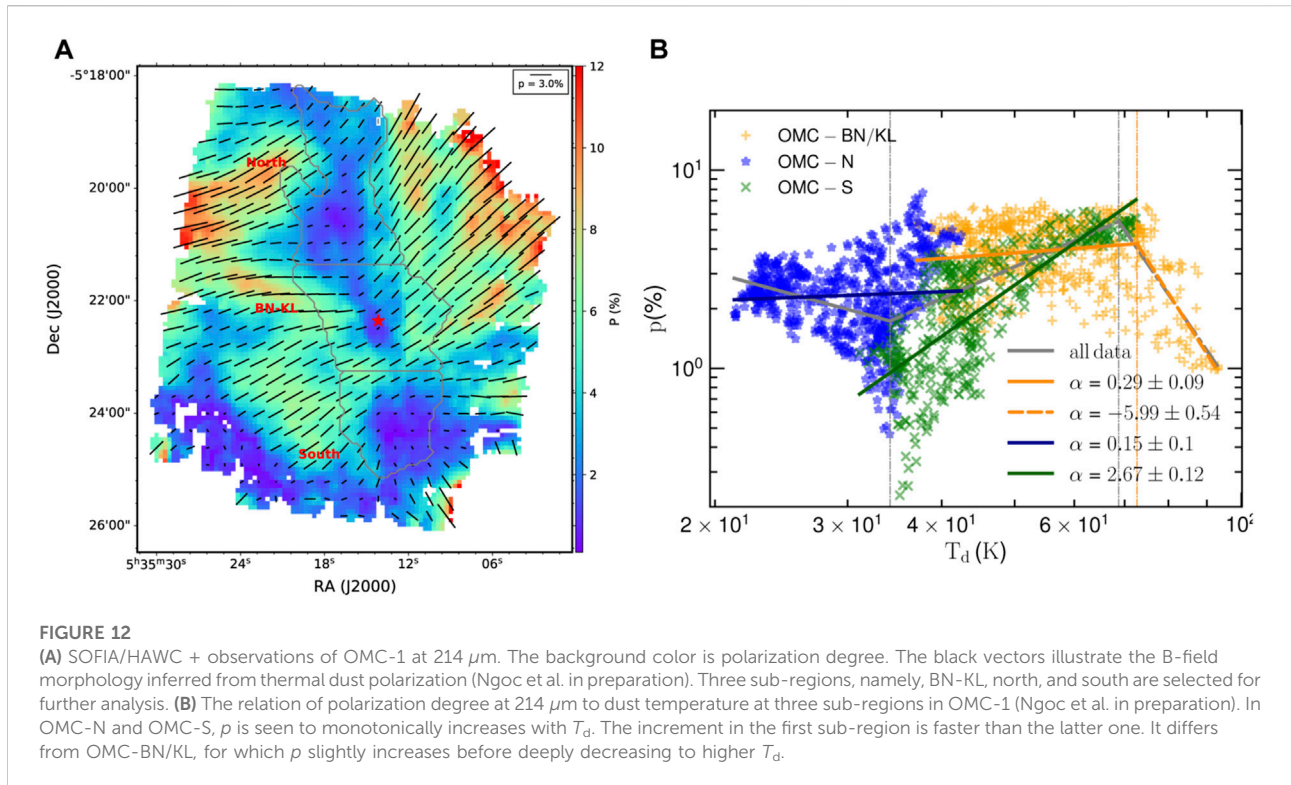 A
-5°18'00"
20'00"
22'00"
24'00"
26'00"
Dec (J2000)
5ʰ35ᵐ30ˢ
24ˢ
18ˢ
12ˢ
06ˢ
RA (J2000)
p = 3.0%
North
BN-KL
South
12
10
8
6
4
2
P (%)
B
OMC − BN/KL
OMC − N
OMC − S
10¹
10⁰
p(%)
all data
α = 0.29 ± 0.09
α = −5.99 ± 0.54
α = 0.15 ± 0.1
α = 2.67 ± 0.12
2 × 10¹
3 × 10¹
4 × 10¹
6 × 10¹
T_d (K)
FIGURE 12
(A) SOFIA/HAWC + observations of OMC-1 at 214 μm. The background color is polarization degree. The black vectors illustrate the B-field
morphology inferred from thermal dust polarization (Ngoc et al. in preparation). Three sub-regions, namely, BN-KL, north, and south are selected for
further analysis. (B) The relation of polarization degree at 214 μm to dust temperature at three sub-regions in OMC-1 (Ngoc et al. in preparation). In
OMC-N and OMC-S, p is seen to monotonically increases with T_d. The increment in the first sub-region is faster than the latter one. It differs
from OMC-BN/KL, for which p slightly increases before deeply decreasing to higher T_d.